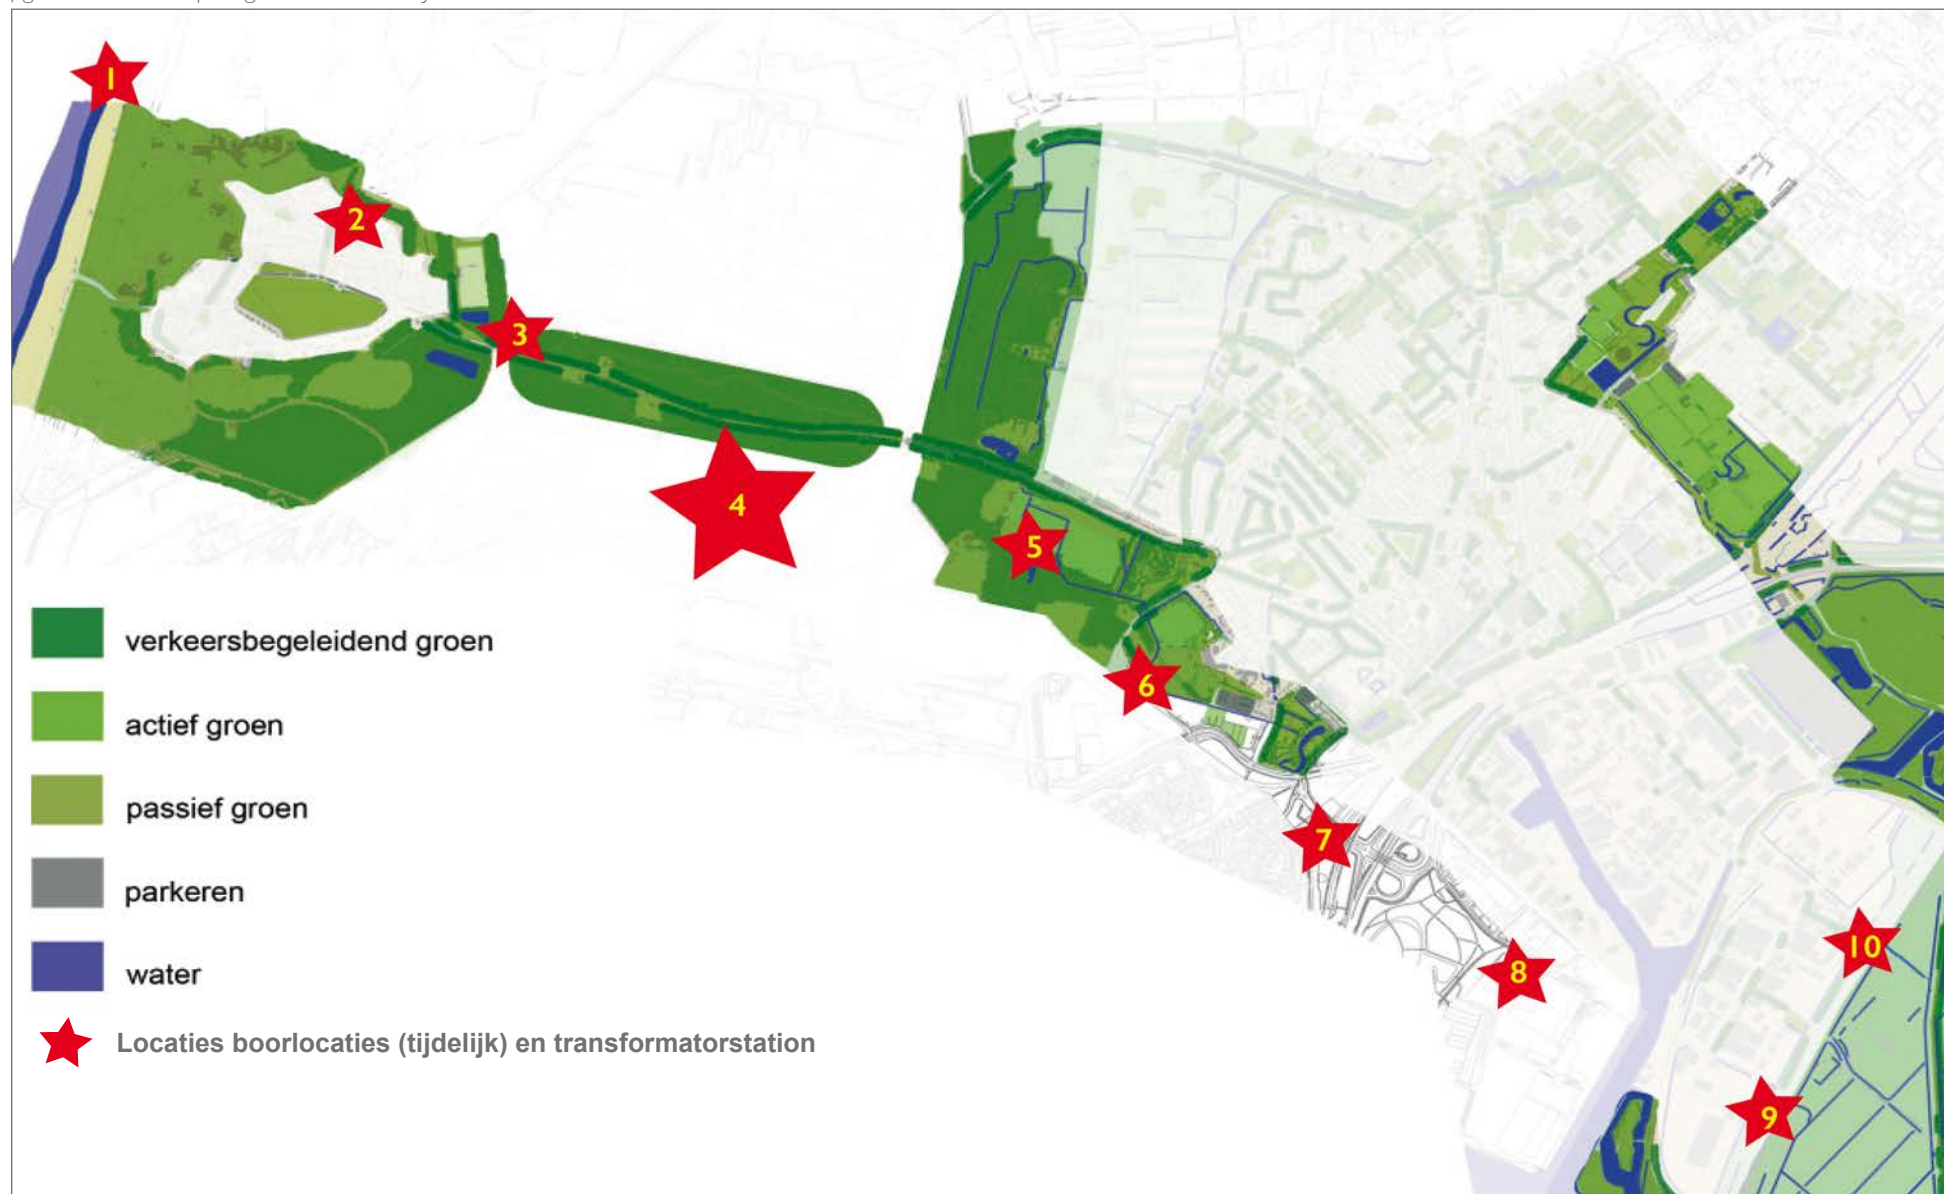 1
2
3
4
5
6
7
8
10
9
verkeersbegeleidend groen
actief groen
passief groen
parkeren
water
Locaties boorlocaties (tijdelijk) en transformatorstation